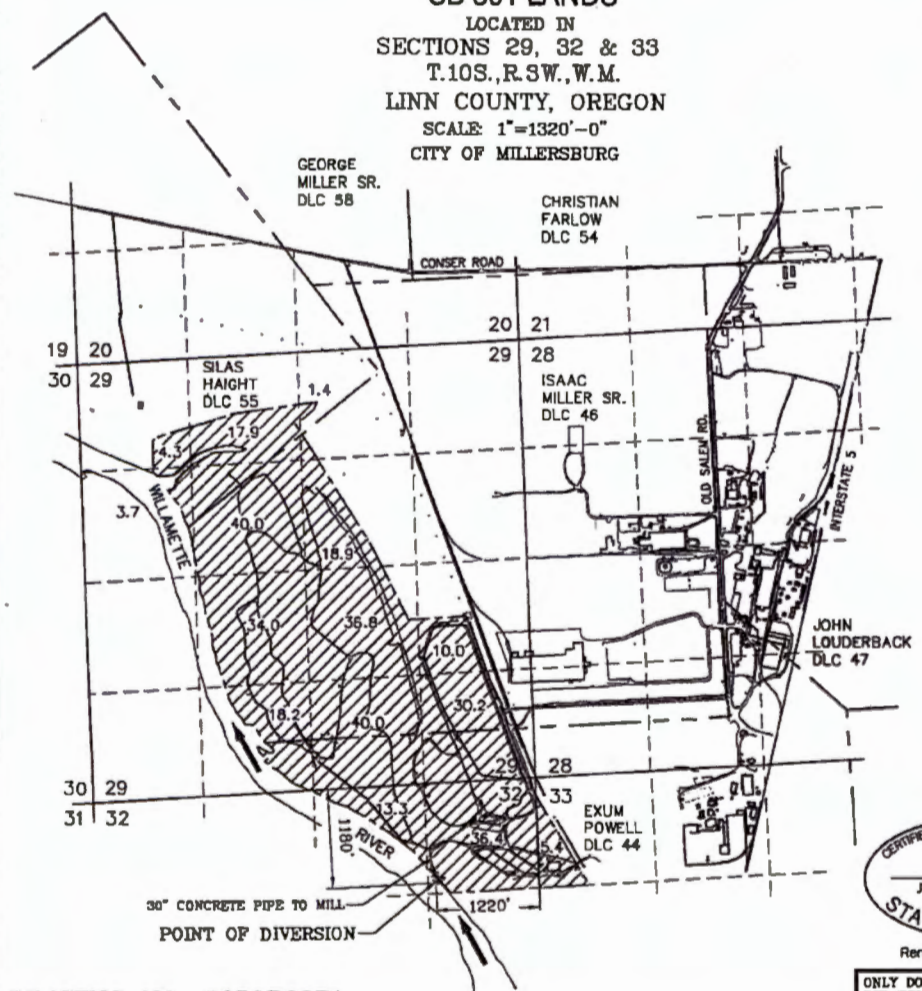 LANDS
LOCATED IN
SECTIONS 29, 32 & 33
T.10S.,R.3W.,W.M.
LINN COUNTY, OREGON
SCALE: 1"=1320'-0"
CITY OF MILLERSBURG
GEORGE
MILLER SR.
DLC 58
CHRISTIAN
FARLOW
DLC 54
CONSER ROAD
20 21
29 28
19 20
30 29
SILAS
HAIGHT
DLC 55
1.4
ISAAC
MILLER SR.
DLC 46
17.9
4.3
OLD SALEM RD.
INTERSTATE 5
WILLAMETTE
3.7
40.0
18.9
36.8
34.0
10.0
JOHN
LOUDERBACK
DLC 47
30.2
18.2
40.0
29 28
32 33
30 29
31 32
13.3
36.4
5.4
EXUM
POWELL
DLC 44
1180'
RIVER
30" CONCRETE PIPE TO MILL
1220'
POINT OF DIVERSION
STA
Ren
ONLY DO